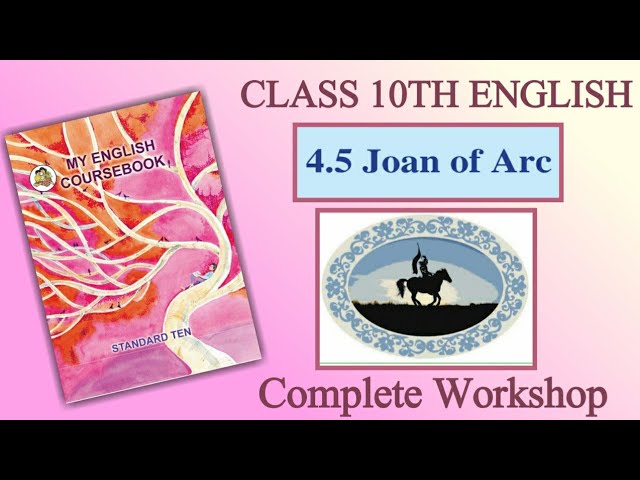 CLASS 10TH ENGLISH
MY ENGLISH
COURSEBOOK
4.5 Joan of Arc
STANDARD TEN
Complete Workshop